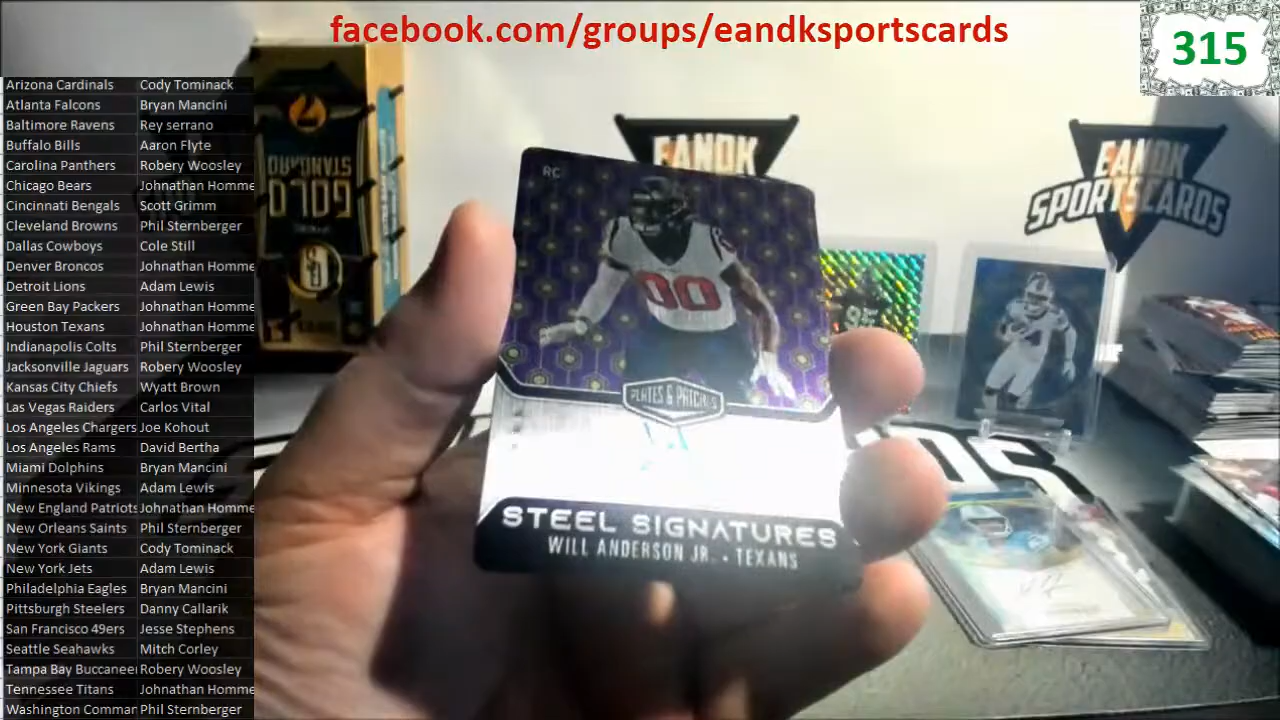 facebook.com/groups/eandksportscards
315
Arizona Cardinals Cody Tominack
Atlanta Falcons Bryan Mancini
Baltimore Ravens Rey serrano
Buffalo Bills Aaron Flyte
Carolina Panthers Robery Woosley
Chicago Bears Johnathan Homme
Cincinnati Bengals Scott Grimm
Cleveland Browns Phil Sternberger
Dallas Cowboys Cole Still
Denver Broncos Johnathan Homme
Detroit Lions Adam Lewis
Green Bay Packers Johnathan Homme
Houston Texans Johnathan Homme
Indianapolis Colts Phil Sternberger
Jacksonville Jaguars Robery Woosley
Kansas City Chiefs Wyatt Brown
Las Vegas Raiders Carlos Vital
Los Angeles Chargers Joe Kohout
Los Angeles Rams David Bertha
Miami Dolphins Bryan Mancini
Minnesota Vikings Adam Lewis
New England Patriots Johnathan Homme
New Orleans Saints Phil Sternberger
New York Giants Cody Tominack
New York Jets Adam Lewis
Philadelphia Eagles Bryan Mancini
Pittsburgh Steelers Danny Callarik
San Francisco 49ers Jesse Stephens
Seattle Seahawks Mitch Corley
Tampa Bay Buccanee Robery Woosley
Tennessee Titans Johnathan Homme
Washington Comman Phil Sternberger
GOLD
STANDARD
EANDK
EANDK
SPORTSCARDS
RC
00
PLATES & PATCHES
STEEL SIGNATURES
WILL ANDERSON JR. • TEXANS
95